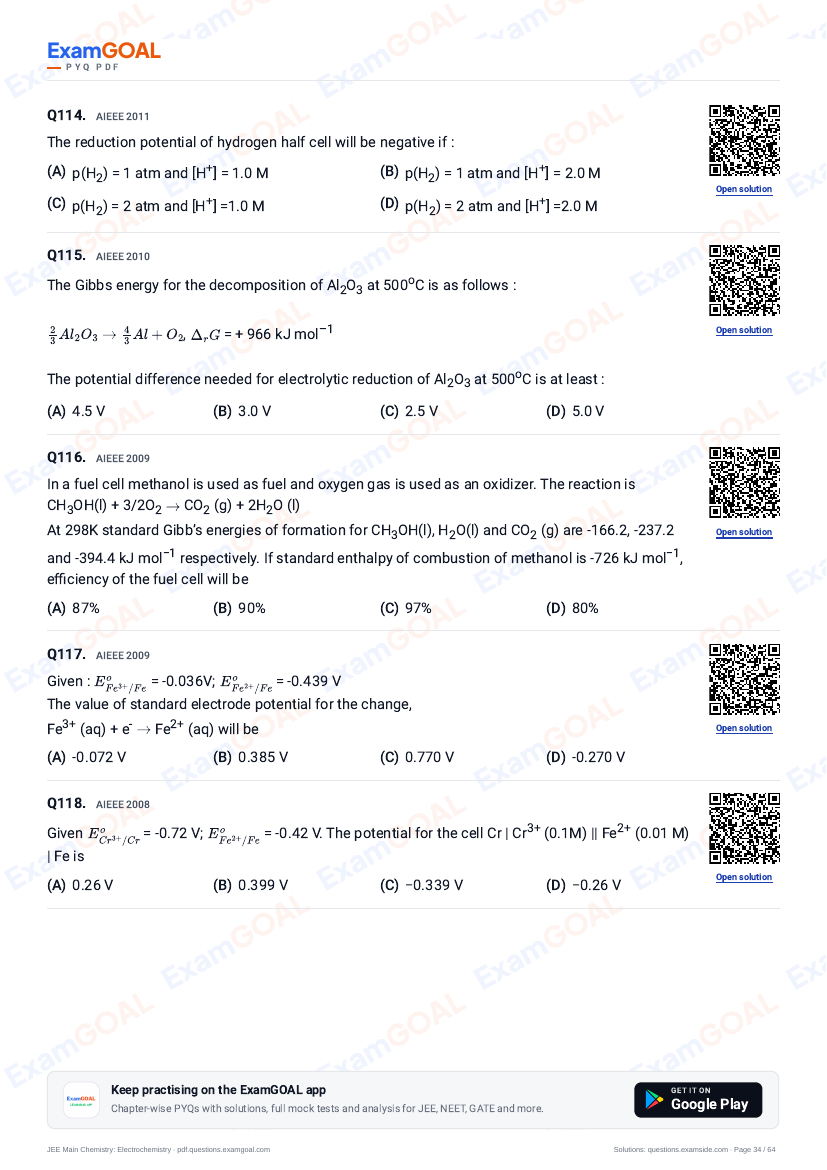 ExamGOAL
PYQ PDF
Q114. AIEEE 2011
The reduction potential of hydrogen half cell will be negative if :
(A) p(H₂) = 1 atm and [H⁺] = 1.0 M
(B) p(H₂) = 1 atm and [H⁺] = 2.0 M
(C) p(H₂) = 2 atm and [H⁺] =1.0 M
(D) p(H₂) = 2 atm and [H⁺] =2.0 M
Open solution
Q115. AIEEE 2010
The Gibbs energy for the decomposition of Al₂O₃ at 500°C is as follows :
2/3 Al₂O₃ → 4/3 Al + O₂, ΔᵣG = + 966 kJ mol⁻¹
The potential difference needed for electrolytic reduction of Al₂O₃ at 500°C is at least :
(A) 4.5 V (B) 3.0 V (C) 2.5 V (D) 5.0 V
Open solution
Q116. AIEEE 2009
In a fuel cell methanol is used as fuel and oxygen gas is used as an oxidizer. The reaction is
CH₃OH(l) + 3/2O₂ → CO₂ (g) + 2H₂O (l)
At 298K standard Gibb's energies of formation for CH₃OH(l), H₂O(l) and CO₂ (g) are -166.2, -237.2
and -394.4 kJ mol⁻¹ respectively. If standard enthalpy of combustion of methanol is -726 kJ mol⁻¹,
efficiency of the fuel cell will be
(A) 87% (B) 90% (C) 97% (D) 80%
Open solution
Q117. AIEEE 2009
Given : E°Fe³⁺/Fe = -0.036V; E°Fe²⁺/Fe = -0.439 V
The value of standard electrode potential for the change,
Fe³⁺ (aq) + e⁻ → Fe²⁺ (aq) will be
(A) -0.072 V (B) 0.385 V (C) 0.770 V (D) -0.270 V
Open solution
Q118. AIEEE 2008
Given E°Cr³⁺/Cr = -0.72 V; E°Fe²⁺/Fe = -0.42 V. The potential for the cell Cr | Cr³⁺ (0.1M) || Fe²⁺ (0.01 M)
| Fe is
(A) 0.26 V (B) 0.399 V (C) −0.339 V (D) −0.26 V
Open solution
Keep practising on the ExamGOAL app
Chapter-wise PYQs with solutions, full mock tests and analysis for JEE, NEET, GATE and more.
GET IT ON
Google Play
JEE Main Chemistry: Electrochemistry · pdf.questions.examgoal.com
Solutions: questions.examside.com · Page 34 / 64